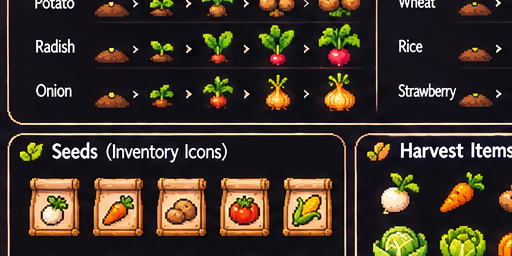 Potato
Wheat
Radish
Rice
Onion
Strawberry
Seeds (Inventory Icons)
Harvest Items